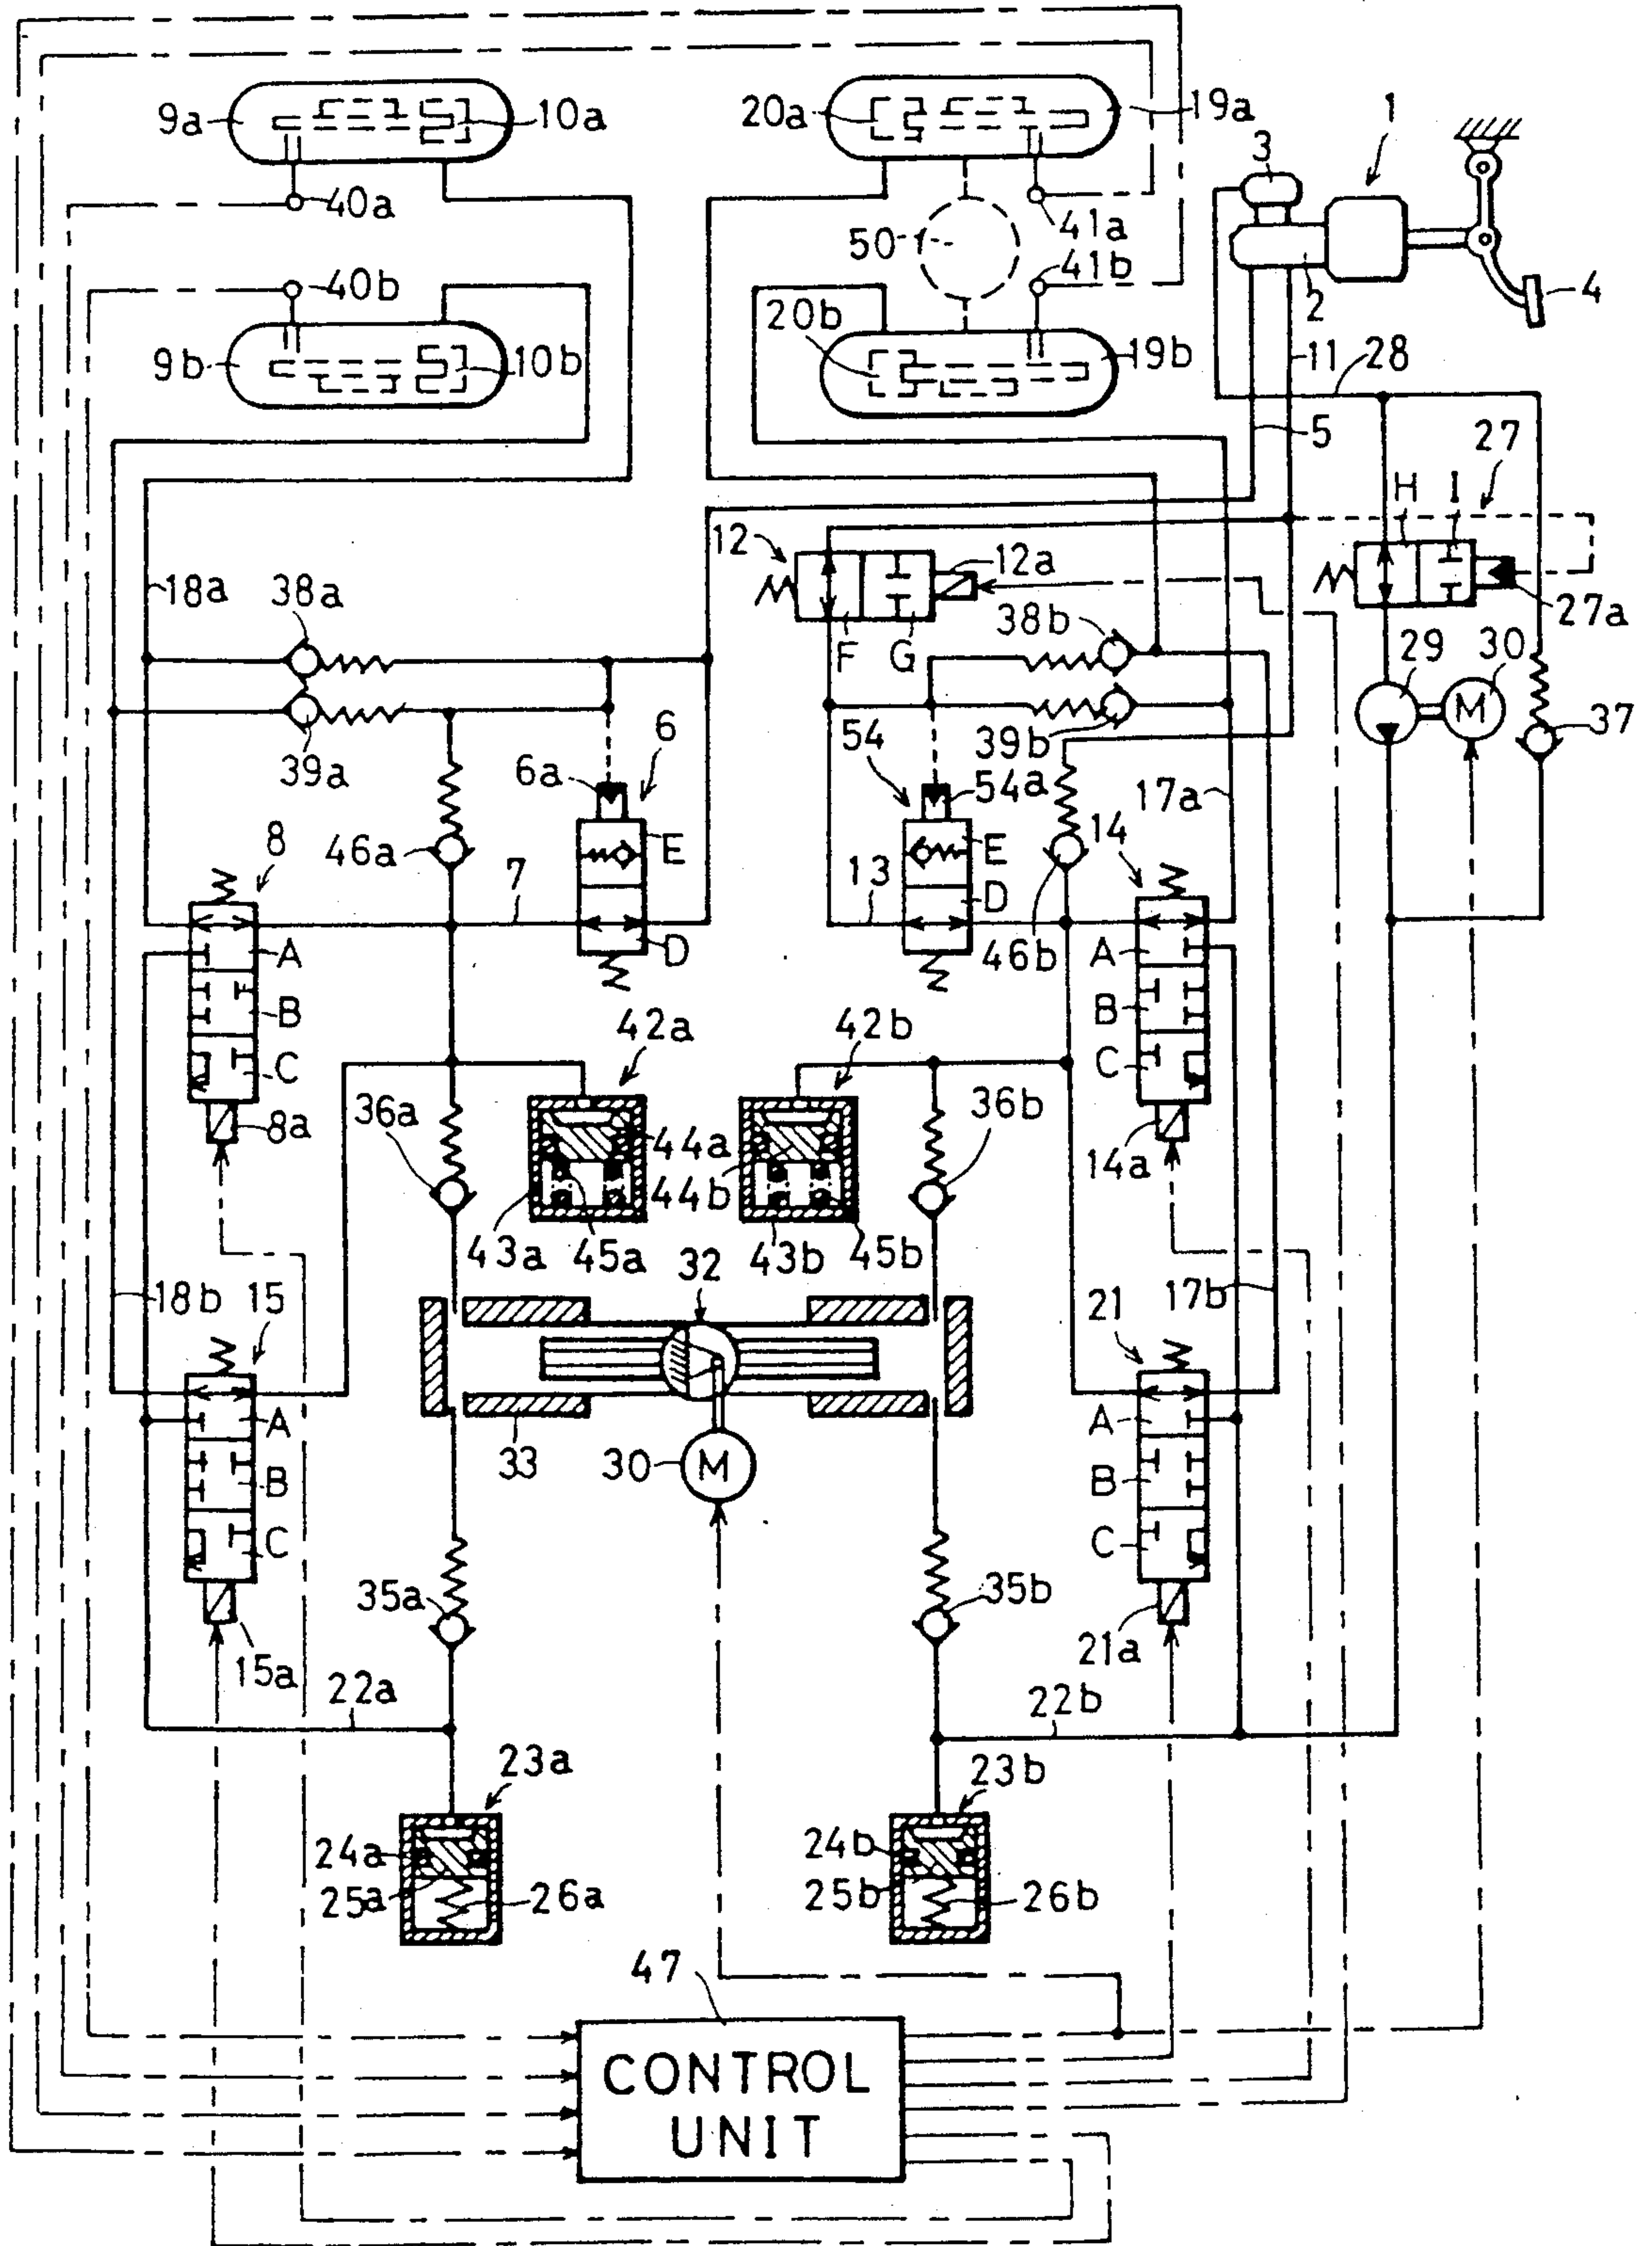 1
9a 10a 20a 19a 3
40a 41a
50
40b 41b 2 4
20b
9b 10b 19b 11 28
5
27
H I
12
12a
18a 38a
38b 27a
F G 29 30
M
6 54 37
39a 39b
6a 54a
17a
8 46a E E 14
7 13
D D
A 46b A
B B
42a 42b
C C
36a 36b
8a 44a 14a
44b
43a 45a 43b 45b
32
18b 15 21 17b
A A
33 30 M
B B
C C
35a 35b
15a 21a
22a 22b
23a 23b
24a 24b
25a 26a 25b 26b
47
CONTROL
UNIT